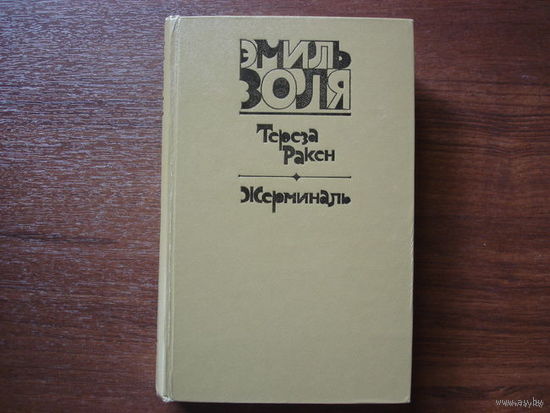 ЭМИЛЬ
ЗОЛЯ
Тереза
Ракен
Жерминаль
www.ay.by